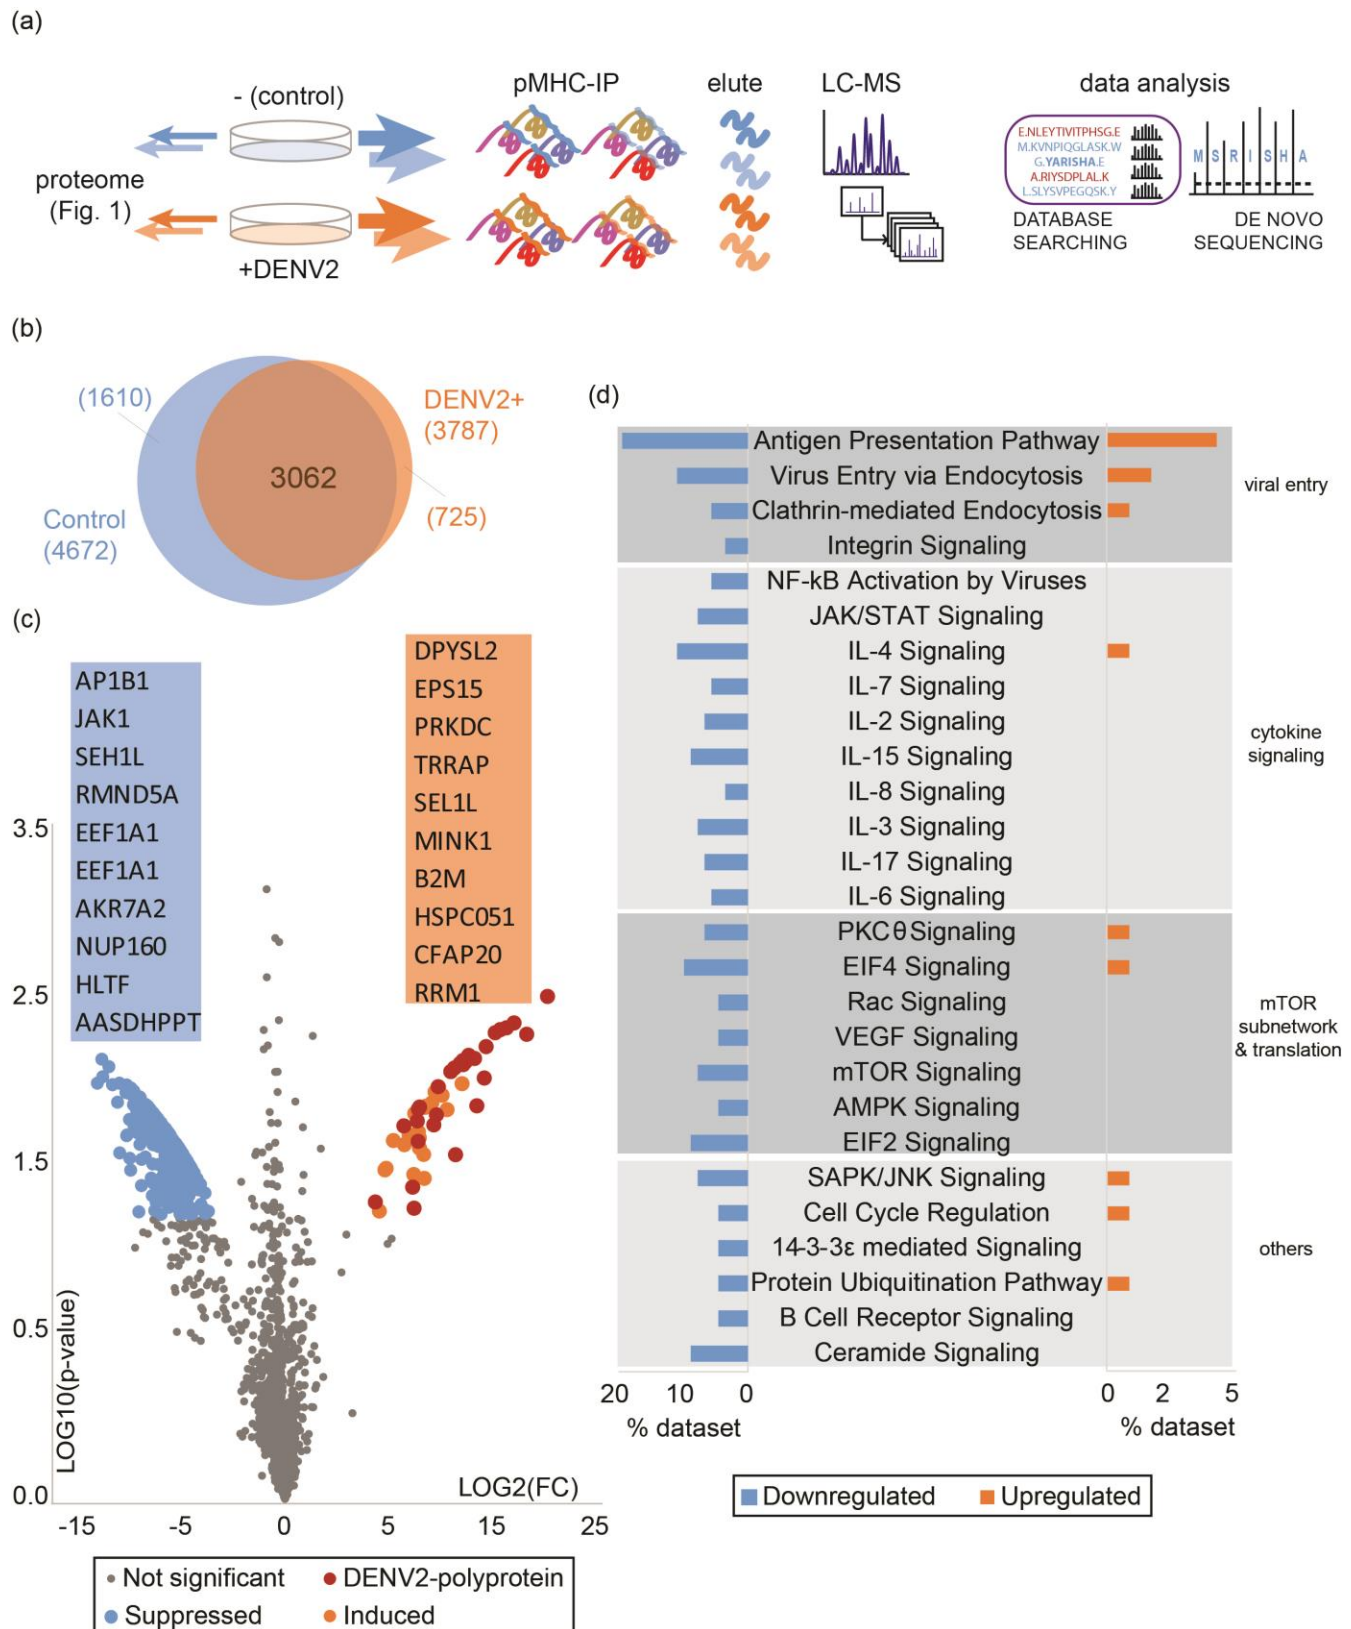 (a)
- (control)
proteome
(Fig. 1)
+DENV2
pMHC-IP
elute
LC-MS
data analysis
E.NLEYTIVITPHSG.E
M.KVNPIQGLASK.W
G.YARISHA.E
A.RIYSDPLAL.K
L.SLYSVPEGQSK.Y
DATABASE
SEARCHING
M S R I S H A
DE NOVO
SEQUENCING
(b)
(1610)
3062
DENV2+
(3787)
(725)
Control
(4672)
(c)
AP1B1
JAK1
SEH1L
RMND5A
EEF1A1
EEF1A1
AKR7A2
NUP160
HLTF
AASDHPPT
DPYSL2
EPS15
PRKDC
TRRAP
SEL1L
MINK1
B2M
HSPC051
CFAP20
RRM1
3.5
2.5
1.5
0.5
0.0
LOG10(p-value)
LOG2(FC)
-15 -5 0 5 15 25
Not significant
DENV2-polyprotein
Suppressed
Induced
(d)
Antigen Presentation Pathway
Virus Entry via Endocytosis
Clathrin-mediated Endocytosis
Integrin Signaling
viral entry
NF-kB Activation by Viruses
JAK/STAT Signaling
IL-4 Signaling
IL-7 Signaling
IL-2 Signaling
IL-15 Signaling
IL-8 Signaling
IL-3 Signaling
IL-17 Signaling
IL-6 Signaling
cytokine
signaling
PKCθ Signaling
EIF4 Signaling
Rac Signaling
VEGF Signaling
mTOR Signaling
AMPK Signaling
EIF2 Signaling
mTOR
subnetwork
& translation
SAPK/JNK Signaling
Cell Cycle Regulation
14-3-3ε mediated Signaling
Protein Ubiquitination Pathway
B Cell Receptor Signaling
Ceramide Signaling
others
20 10 0
% dataset
0 2 5
% dataset
Downregulated
Upregulated